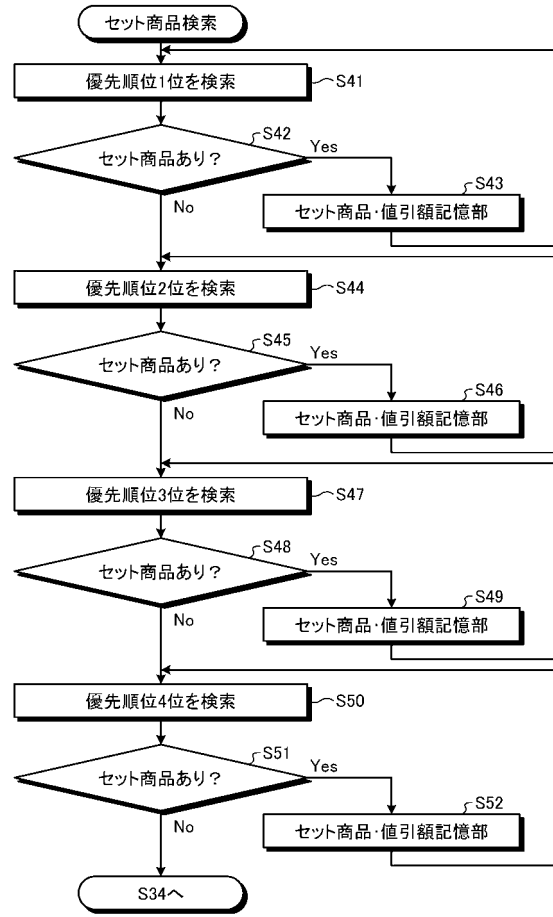 セット商品検索
優先順位1位を検索
S41
セット商品あり？
S42
Yes
No
セット商品・値引額記憶部
S43
優先順位2位を検索
S44
セット商品あり？
S45
Yes
No
セット商品・値引額記憶部
S46
優先順位3位を検索
S47
セット商品あり？
S48
Yes
No
セット商品・値引額記憶部
S49
優先順位4位を検索
S50
セット商品あり？
S51
Yes
No
セット商品・値引額記憶部
S52
S34へ